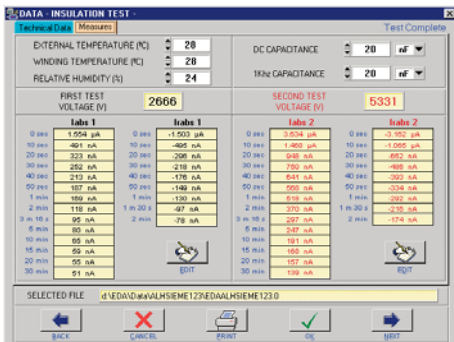 DATA - INSULATION TEST -
Technical Data Measures Test Complete
EXTERNAL TEMPERATURE (ºC) 28
WINDING TEMPERATURE (ºC) 28
RELATIVE HUMIDITY (%) 24
DC CAPACITANCE 20 nF
1Khz CAPACITANCE 20 nF
FIRST TEST VOLTAGE (V) 2666
SECOND TEST VOLTAGE (V) 5331
Iabs 1 Irabs 1 Iabs 2 Irabs 2
0 sec 1.554 µA 0 sec -1.503 µA 0 sec 3.634 µA 0 sec -3.162 µA
10 sec 491 nA 10 sec -495 nA 10 sec 1.468 µA 10 sec -1.065 µA
20 sec 323 nA 20 sec -296 nA 20 sec 948 nA 20 sec -662 nA
30 sec 252 nA 30 sec -218 nA 30 sec 760 nA 30 sec -488 nA
40 sec 213 nA 40 sec -176 nA 40 sec 641 nA 40 sec -393 nA
50 sec 187 nA 50 sec -149 nA 50 sec 568 nA 50 sec -334 nA
1 min 169 nA 1 min -130 nA 1 min 518 nA 1 min -292 nA
2 min 118 nA 1 m 30 s -97 nA 2 min 370 nA 1 m 30 s -216 nA
3 m 16 s 95 nA 2 min -78 nA 3 m 16 s 297 nA 2 min -174 nA
5 min 80 nA 5 min 247 nA
10 min 65 nA 10 min 191 nA
15 min 59 nA 15 min 168 nA
20 min 55 nA 20 min 157 nA
30 min 51 nA 30 min 139 nA
EDIT EDIT
SELECTED FILE d:\EDA\Data\ALHSIEME123\EDAALHSIEME123.0
BACK CANCEL PRINT OK NEXT